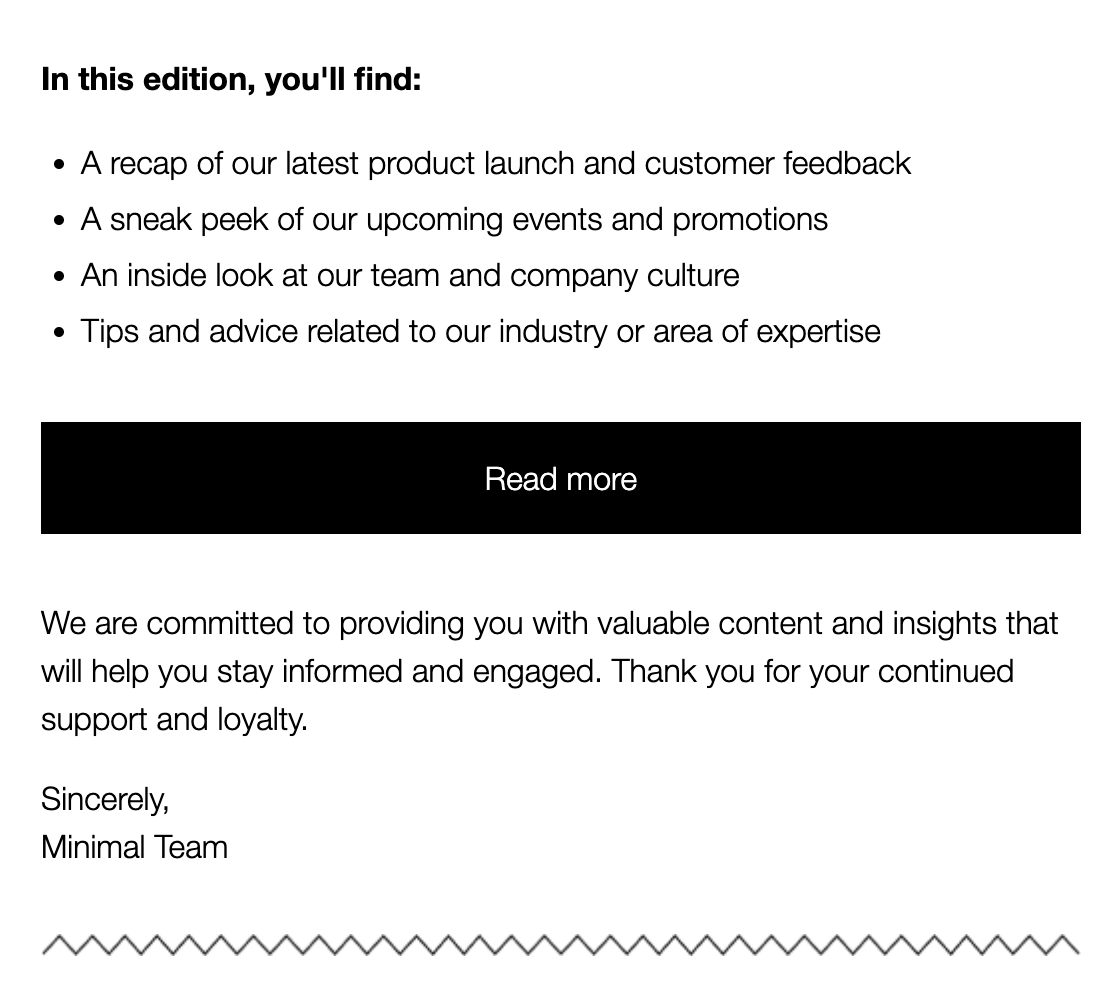 In this edition, you'll find:
• A recap of our latest product launch and customer feedback
• A sneak peek of our upcoming events and promotions
• An inside look at our team and company culture
• Tips and advice related to our industry or area of expertise
Read more
We are committed to providing you with valuable content and insights that
will help you stay informed and engaged. Thank you for your continued
support and loyalty.
Sincerely,
Minimal Team